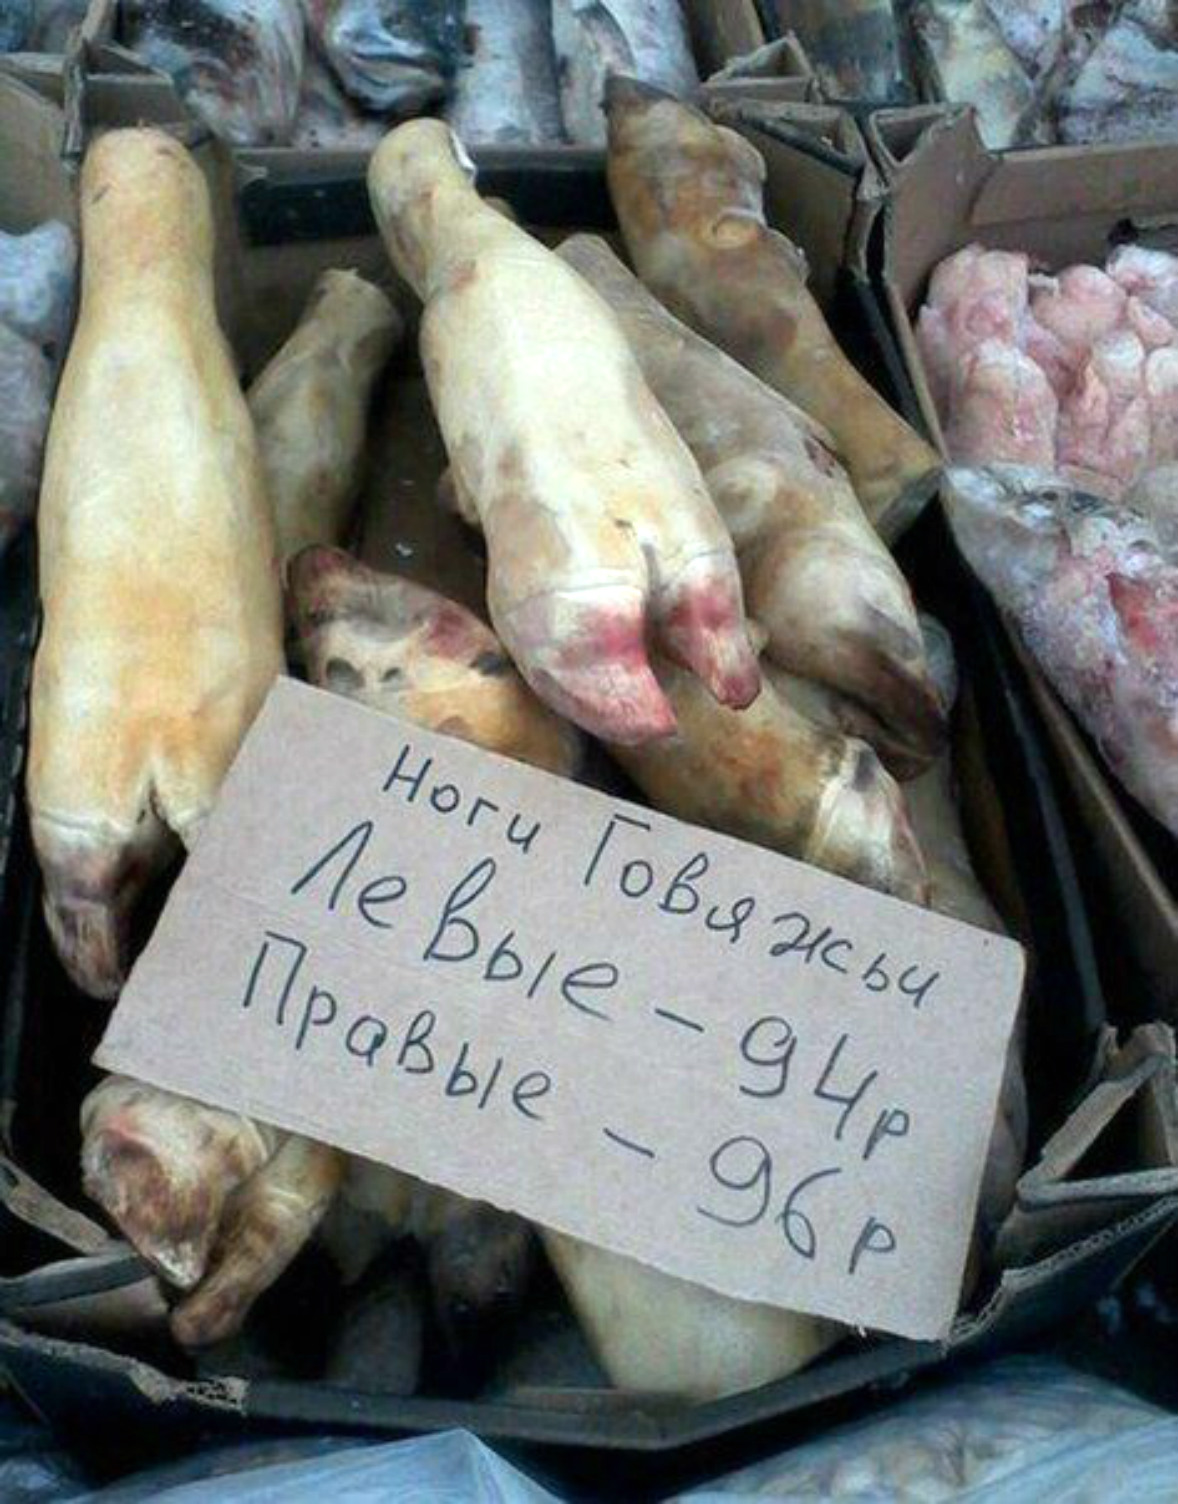 Ноги Говяжьи
Левые - 94р
Правые - 96р